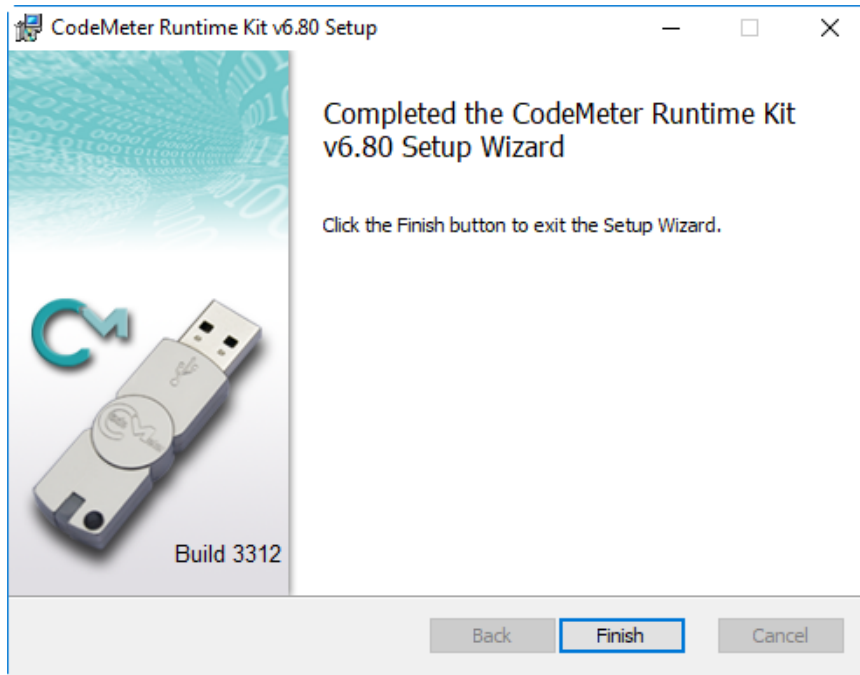 CodeMeter Runtime Kit v6.80 Setup
Completed the CodeMeter Runtime Kit
v6.80 Setup Wizard
Click the Finish button to exit the Setup Wizard.
CM
Build 3312
Back
Finish
Cancel